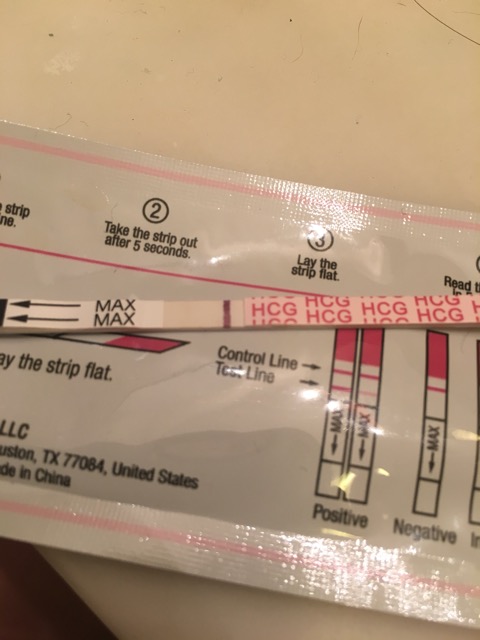 strip
ne.
2
Take the strip out
after 5 seconds.
3
Lay the
strip flat.
Read
MAX
MAX
HCG HCG HCG HCG
HCG HCG HCG HCG
ay the strip flat.
Control Line
Test Line
MAX
MAX
MAX
LLC
uston, TX 77084, United States
de in China
Positive
Negative
In